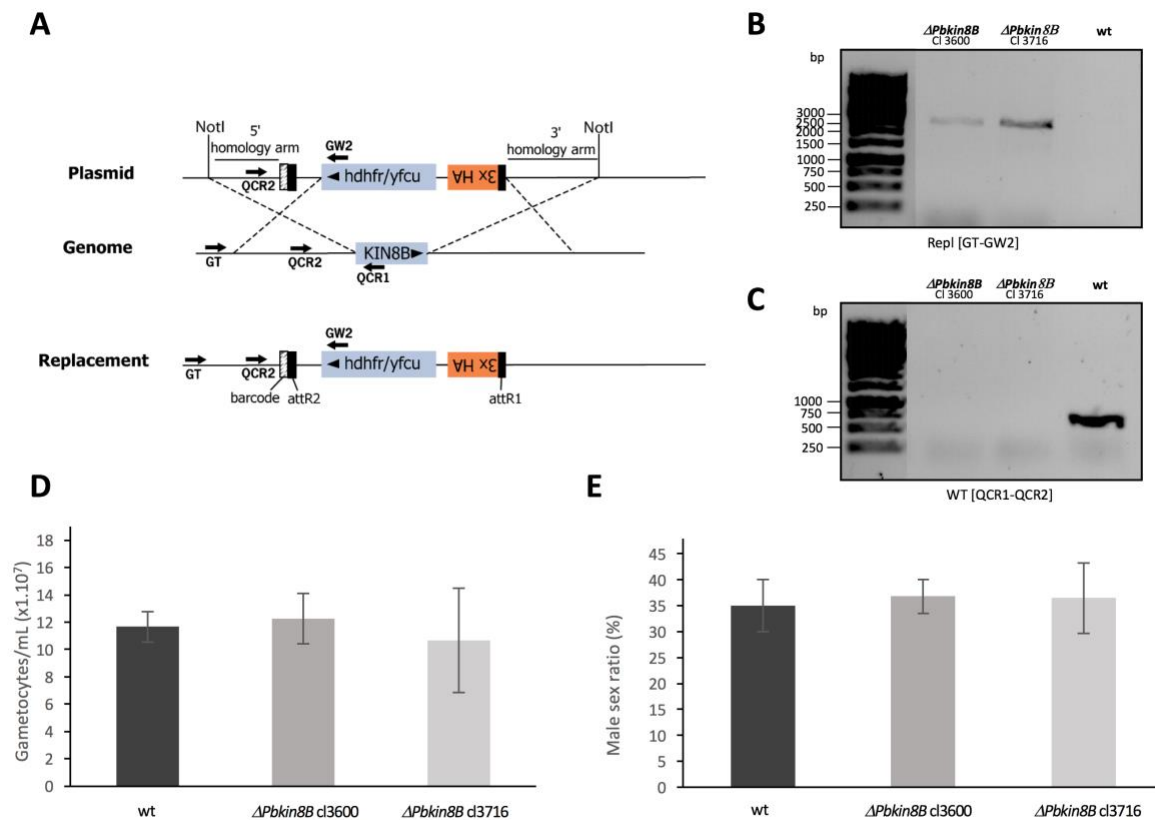 A
NotI
5'
homology arm
3'
homology arm
NotI
GW2
Plasmid
QCR2
◄ hdhfr/yfcu
3x HA
Genome
GT
QCR2
KIN8B►
QCR1
GW2
Replacement
GT
QCR2
◄ hdhfr/yfcu
3x HA
barcode
attR2
attR1
B
ΔPbkin8B
Cl 3600
ΔPbkin8B
Cl 3716
wt
bp
3000
2500
2000
1500
1000
750
500
250
Repl [GT-GW2]
C
ΔPbkin8B
Cl 3600
ΔPbkin8B
Cl 3716
wt
bp
1000
750
500
250
WT [QCR1-QCR2]
D
Gametocytes/mL (x1.10⁷)
18
16
14
12
10
8
6
4
2
0
wt
ΔPbkin8B cl3600
ΔPbkin8B cl3716
E
Male sex ratio (%)
45
40
35
30
25
20
15
10
5
0
wt
ΔPbkin8B cl3600
ΔPbkin8B cl3716